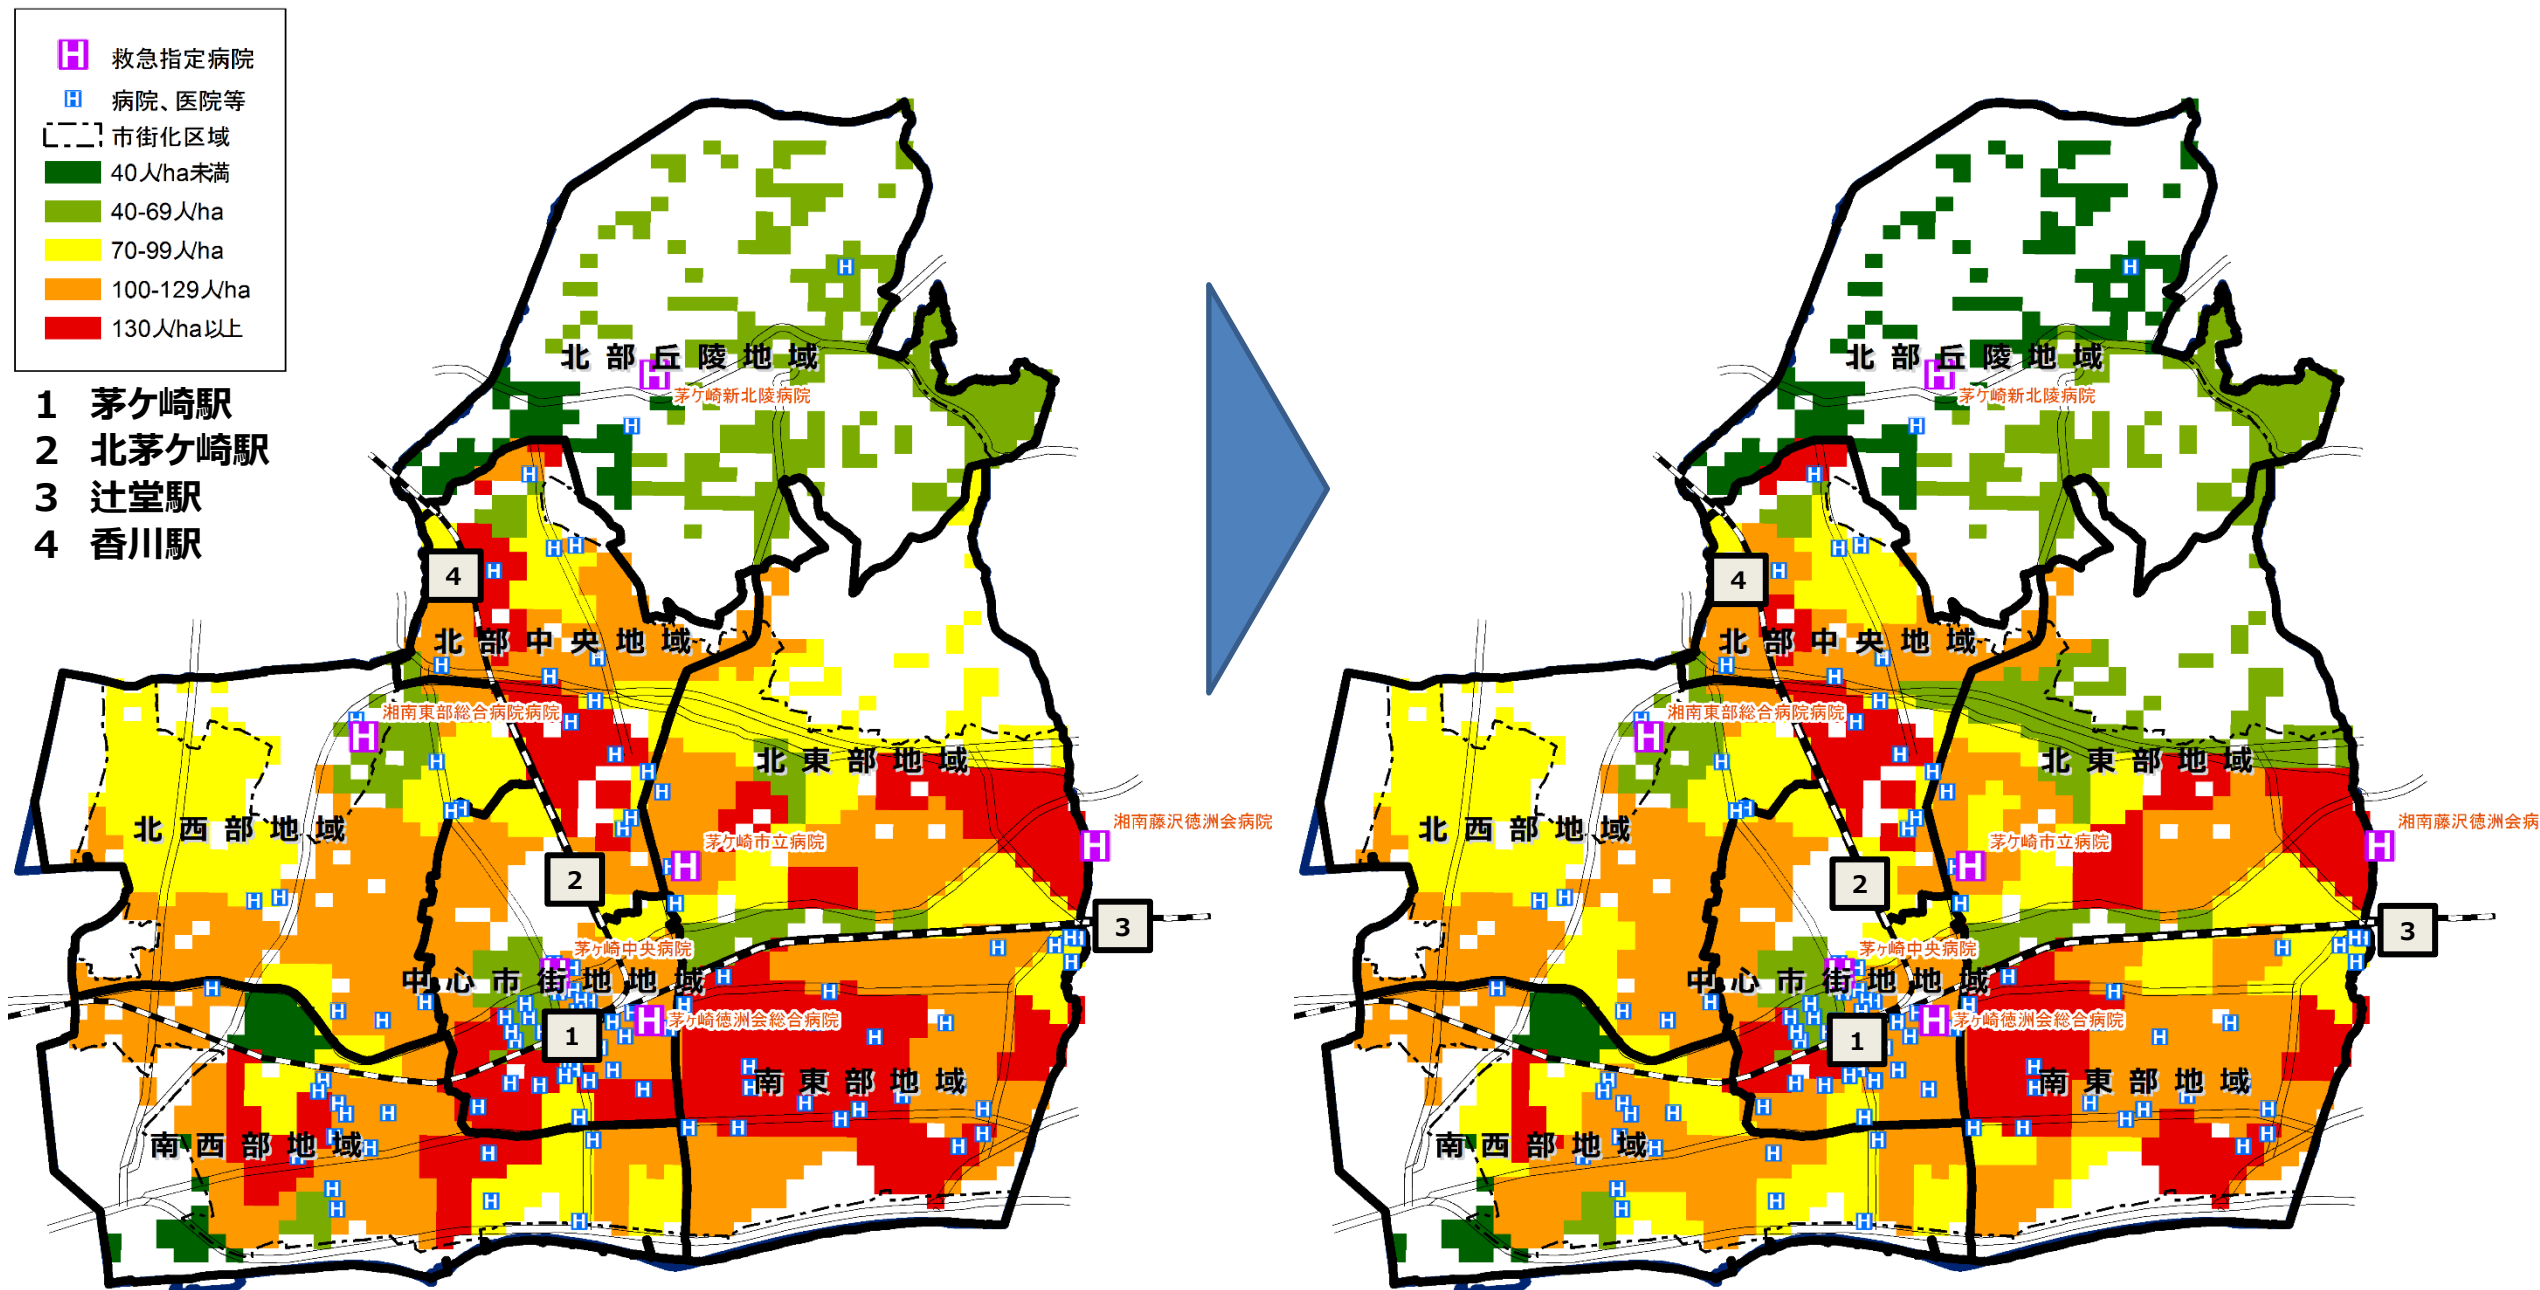 H 救急指定病院
H 病院、医院等
市街化区域
40人/ha未満
40-69人/ha
70-99人/ha
100-129人/ha
130人/ha以上
1 茅ケ崎駅
2 北茅ケ崎駅
3 辻堂駅
4 香川駅
北部丘陵地域
茅ケ崎新北陵病院
4
北部中央地域
湘南東部総合病院病院
北東部地域
北西部地域
茅ケ崎市立病院
湘南藤沢徳洲会病院
2
3
茅ヶ崎中央病院
中心市街地地域
茅ケ崎徳洲会総合病院
1
南東部地域
南西部地域
北部丘陵地域
茅ケ崎新北陵病院
4
北部中央地域
湘南東部総合病院病院
北東部地域
北西部地域
茅ケ崎市立病院
湘南藤沢徳洲会病
2
3
茅ヶ崎中央病院
中心市街地地域
茅ケ崎徳洲会総合病院
1
南東部地域
南西部地域